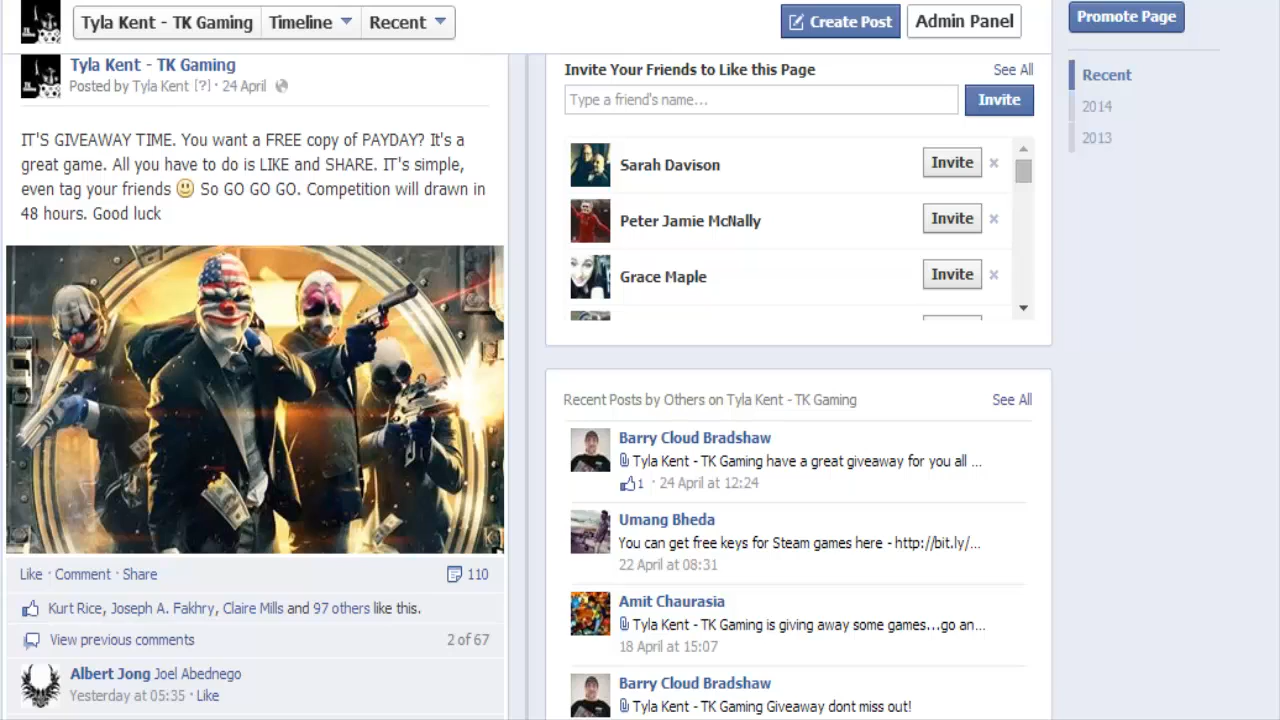 Tyla Kent - TK Gaming
Timeline
Recent
Create Post
Admin Panel
Promote Page
Recent
2014
2013
Tyla Kent - TK Gaming
Posted by Tyla Kent [?] · 24 April
IT'S GIVEAWAY TIME. You want a FREE copy of PAYDAY? It's a
great game. All you have to do is LIKE and SHARE. IT's simple,
even tag your friends So GO GO GO. Competition will drawn in
48 hours. Good luck
Like · Comment · Share
110
Kurt Rice, Joseph A. Fakhry, Claire Mills and 97 others like this.
View previous comments
2 of 67
Albert Jong Joel Abednego
Yesterday at 05:35 · Like
Invite Your Friends to Like this Page
See All
Type a friend's name...
Invite
Sarah Davison
Invite
Peter Jamie McNally
Invite
Grace Maple
Invite
Recent Posts by Others on Tyla Kent - TK Gaming
See All
Barry Cloud Bradshaw
Tyla Kent - TK Gaming have a great giveaway for you all ...
1 · 24 April at 12:24
Umang Bheda
You can get free keys for Steam games here - http://bit.ly/...
22 April at 08:31
Amit Chaurasia
Tyla Kent - TK Gaming is giving away some games...go an...
18 April at 15:07
Barry Cloud Bradshaw
Tyla Kent - TK Gaming Giveaway dont miss out!